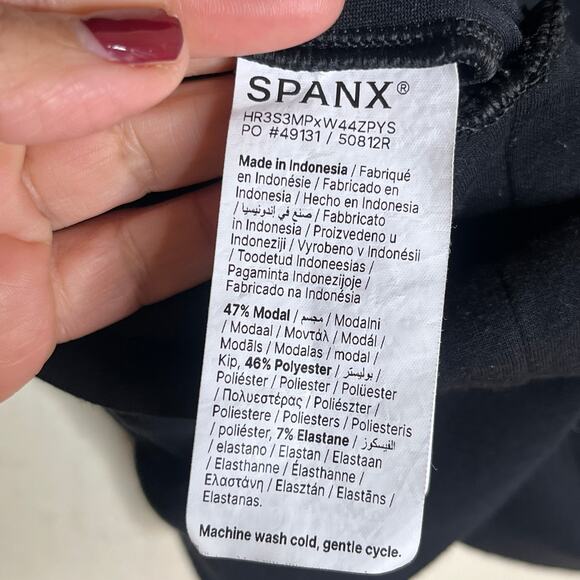 SPANX®
HR3S3MPxW44ZPYS
PO #49131 / 50812R
Made in Indonesia / Fabriqué
en Indonésie / Fabricado en
Indonesia / Hecho en Indonesia
/ صنع في إندونيسيا / Fabbricato
in Indonesia / Proizvedeno u
Indoneziji / Vyrobeno v Indonésii
/ Toodetud Indoneesias /
Pagaminta Indonezijoje /
Fabricado na Indonésia
47% Modal / مجسم / Modalni
/ Modaal / Μοντάλ / Modál /
Modāls / Modalas / modal /
Kip, 46% Polyester / بوليستر /
Poliéster / Poliester / Polüester
/ Πολυεστέρας / Poliészter /
Poliestere / Poliesters / Poliesteris
/ poliéster, 7% Elastane / الفيسكوز
/ elastano / Elastan / Elastaan
/ Elasthanne / Élasthanne /
Ελαστάνη / Elasztán / Elastāns /
Elastanas.
Machine wash cold, gentle cycle.